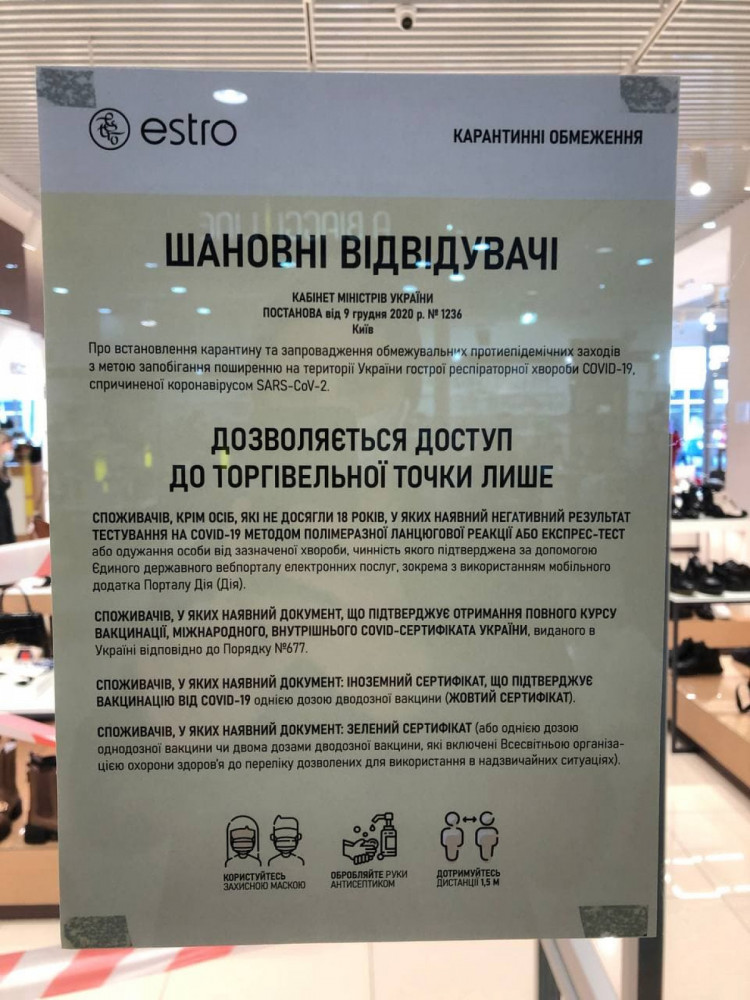 estro
КАРАНТИННІ ОБМЕЖЕННЯ
ШАНОВНІ ВІДВІДУВАЧІ
КАБІНЕТ МІНІСТРІВ УКРАЇНИ
ПОСТАНОВА від 9 грудня 2020 р. № 1236
Київ
Про встановлення карантину та запровадження обмежувальних протиепідемічних заходів
з метою запобігання поширенню на території України гострої респіраторної хвороби COVID-19,
спричиненої коронавірусом SARS-CoV-2.
ДОЗВОЛЯЄТЬСЯ ДОСТУП
ДО ТОРГІВЕЛЬНОЇ ТОЧКИ ЛИШЕ
СПОЖИВАЧІВ, КРІМ ОСІБ, ЯКІ НЕ ДОСЯГЛИ 18 РОКІВ, У ЯКИХ НАЯВНИЙ НЕГАТИВНИЙ РЕЗУЛЬТАТ
ТЕСТУВАННЯ НА COVID-19 МЕТОДОМ ПОЛІМЕРАЗНОЇ ЛАНЦЮГОВОЇ РЕАКЦІЇ АБО ЕКСПРЕС-ТЕСТ
або одужання особи від зазначеної хвороби, чинність якого підтверджена за допомогою
Єдиного державного вебпорталу електронних послуг, зокрема з використанням мобільного
додатка Порталу Дія (Дія).
СПОЖИВАЧІВ, У ЯКИХ НАЯВНИЙ ДОКУМЕНТ, ЩО ПІДТВЕРДЖУЄ ОТРИМАННЯ ПОВНОГО КУРСУ
ВАКЦИНАЦІЇ, МІЖНАРОДНОГО, ВНУТРІШНЬОГО COVID-СЕРТИФІКАТА УКРАЇНИ, виданого в
Україні відповідно до Порядку №677.
СПОЖИВАЧІВ, У ЯКИХ НАЯВНИЙ ДОКУМЕНТ: ІНОЗЕМНИЙ СЕРТИФІКАТ, ЩО ПІДТВЕРДЖУЄ
ВАКЦИНАЦІЮ ВІД COVID-19 однією дозою дводозної вакцини (ЖОВТИЙ СЕРТИФІКАТ).
СПОЖИВАЧІВ, У ЯКИХ НАЯВНИЙ ДОКУМЕНТ: ЗЕЛЕНИЙ СЕРТИФІКАТ (або однією дозою
однодозної вакцини чи двома дозами дводозної вакцини, які включені Всесвітньою організа-
цією охорони здоров'я до переліку дозволених для використання в надзвичайних ситуаціях).
КОРИСТУЙТЕСЬ
ЗАХИСНОЮ МАСКОЮ
ОБРОБЛЯЙТЕ РУКИ
АНТИСЕПТИКОМ
ДОТРИМУЙТЕСЬ
ДИСТАНЦІЇ 1,5 М